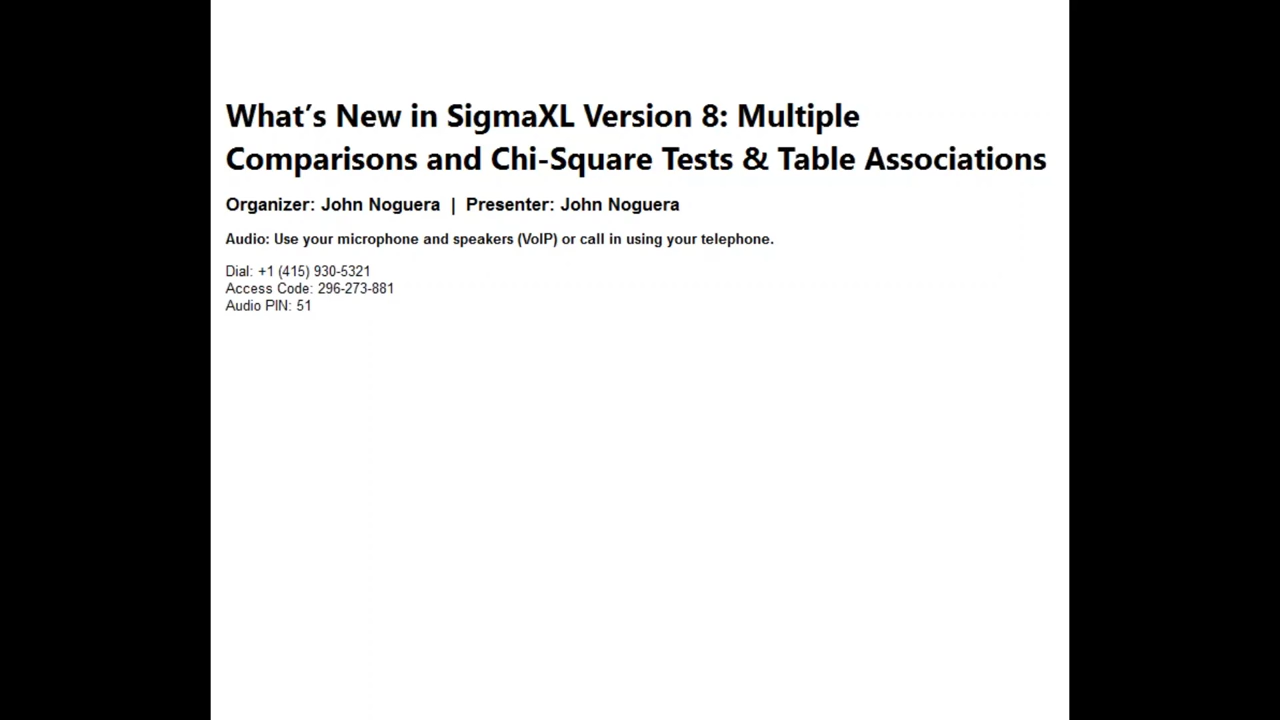 What’s New in SigmaXL Version 8: Multiple
Comparisons and Chi-Square Tests & Table Associations
Organizer: John Noguera | Presenter: John Noguera
Audio: Use your microphone and speakers (VoIP) or call in using your telephone.
Dial: +1 (415) 930-5321
Access Code: 296-273-881
Audio PIN: 51